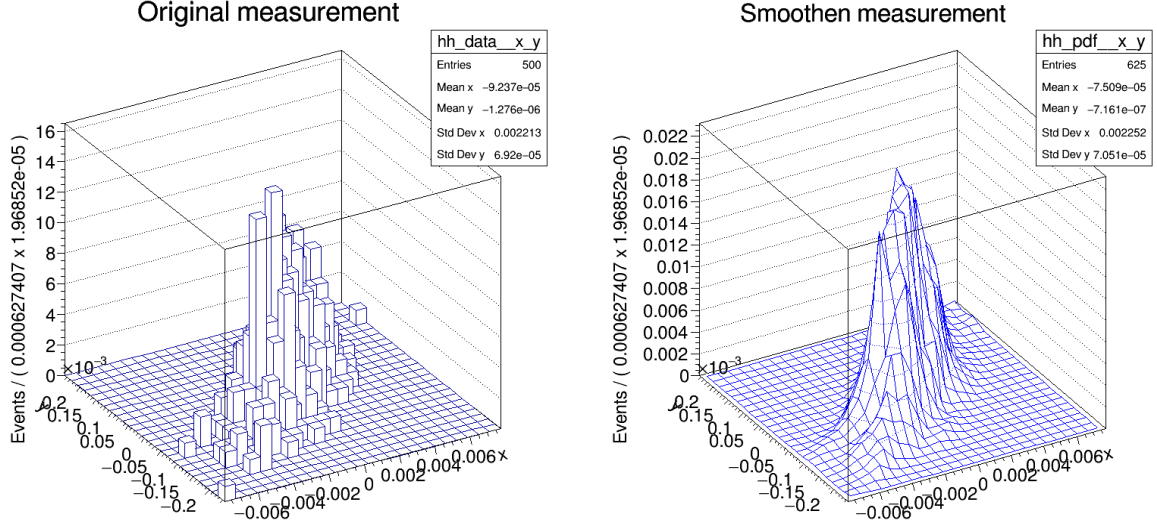 Original measurement
hh_data__x_y
Entries 500
Mean x −9.237e-05
Mean y −1.276e-06
Std Dev x 0.002213
Std Dev y 6.92e-05
Events / ( 0.000627407 x 1.96852e-05 )
16
14
12
10
8
6
4
2
0
×10−3
y
0.2
0.15
0.1
0.05
0
−0.05
−0.1
−0.15
−0.2
−0.006
−0.004
−0.002
0
0.002
0.004
0.006
x
Smoothen measurement
hh_pdf__x_y
Entries 625
Mean x −7.509e-05
Mean y −7.161e-07
Std Dev x 0.002252
Std Dev y 7.051e-05
Events / ( 0.000627407 x 1.96852e-05 )
0.022
0.02
0.018
0.016
0.014
0.012
0.01
0.008
0.006
0.004
0.002
0
×10−3
y
0.2
0.15
0.1
0.05
0
−0.05
−0.1
−0.15
−0.2
−0.006
−0.004
−0.002
0
0.002
0.004
0.006
x